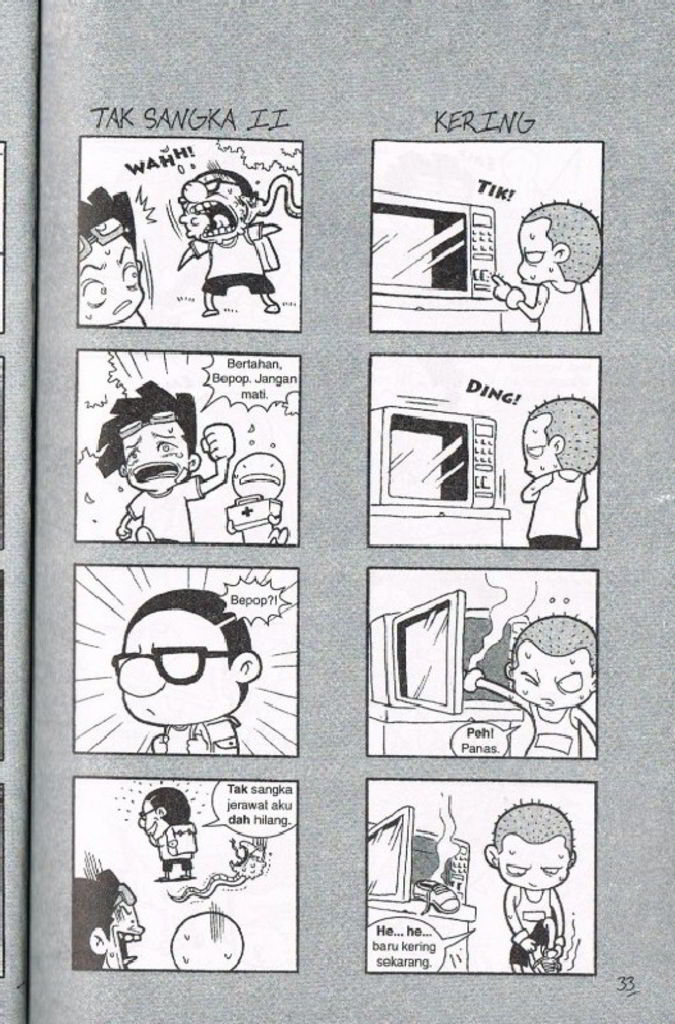 TAK SANGKA II
WAHH!
Bertahan,
Bepop. Jangan
mati.
Bepop?!
Tak sangka
jerawat aku
dah hilang.
KERING
TIK!
DING!
Peh!
Panas.
He... he...
baru kering
sekarang.
33